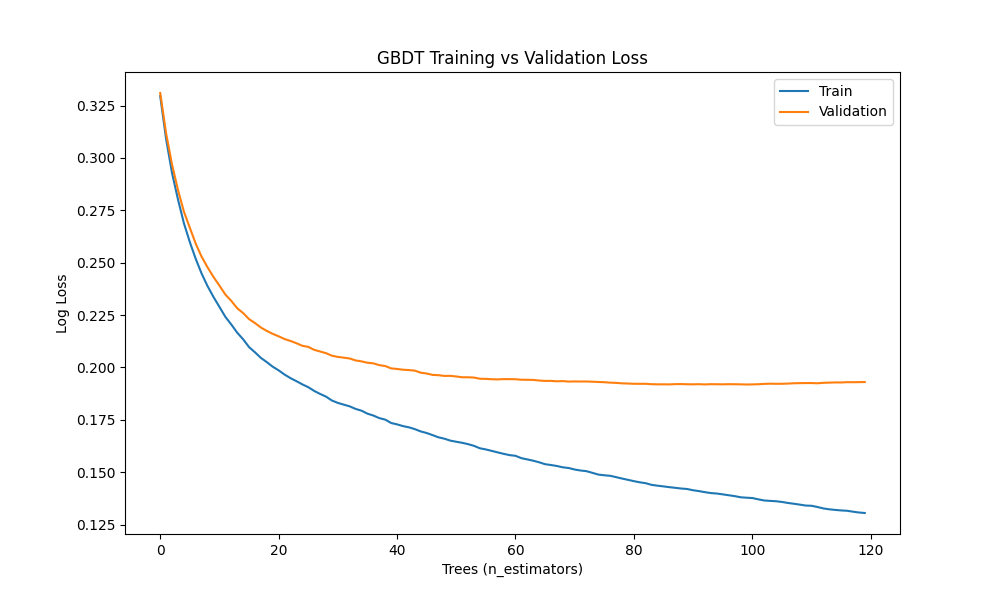 GBDT Training vs Validation Loss
Train
Validation
0.325
0.300
0.275
0.250
0.225
0.200
0.175
0.150
0.125
Log Loss
0 20 40 60 80 100 120
Trees (n_estimators)